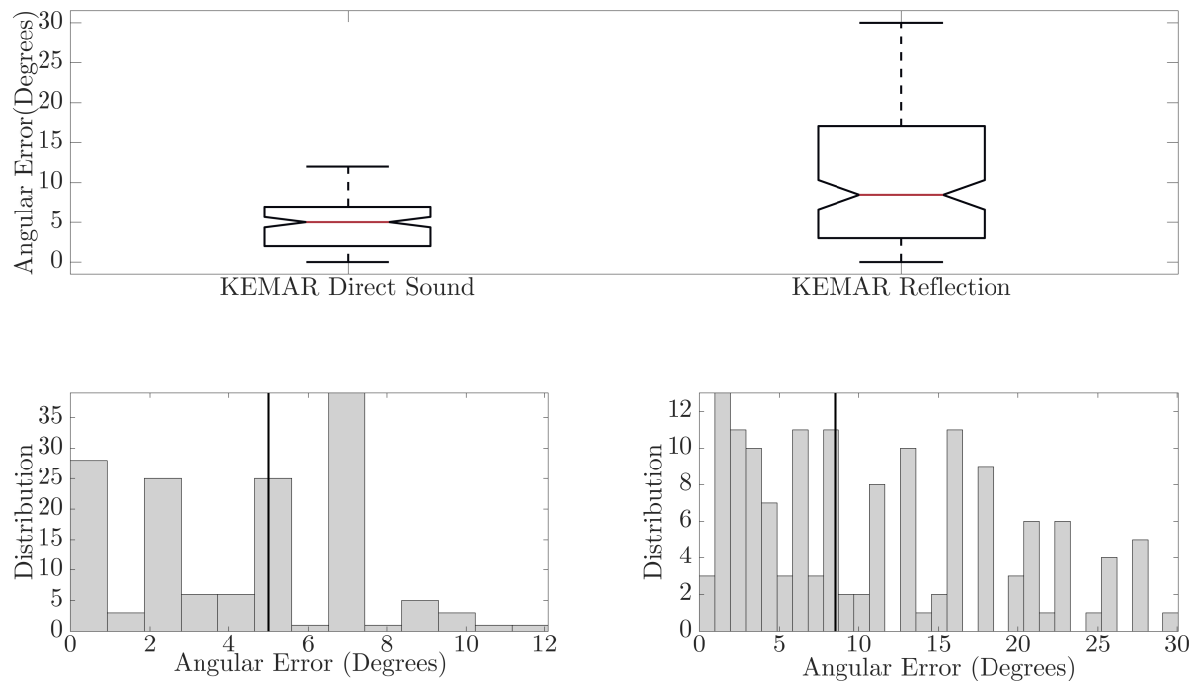 Angular Error(Degrees)
30
25
20
15
10
5
0
KEMAR Direct Sound
KEMAR Reflection
Distribution
35
30
25
20
15
10
5
0
0 2 4 6 8 10 12
Angular Error (Degrees)
Distribution
12
10
8
6
4
2
0
0 5 10 15 20 25 30
Angular Error (Degrees)